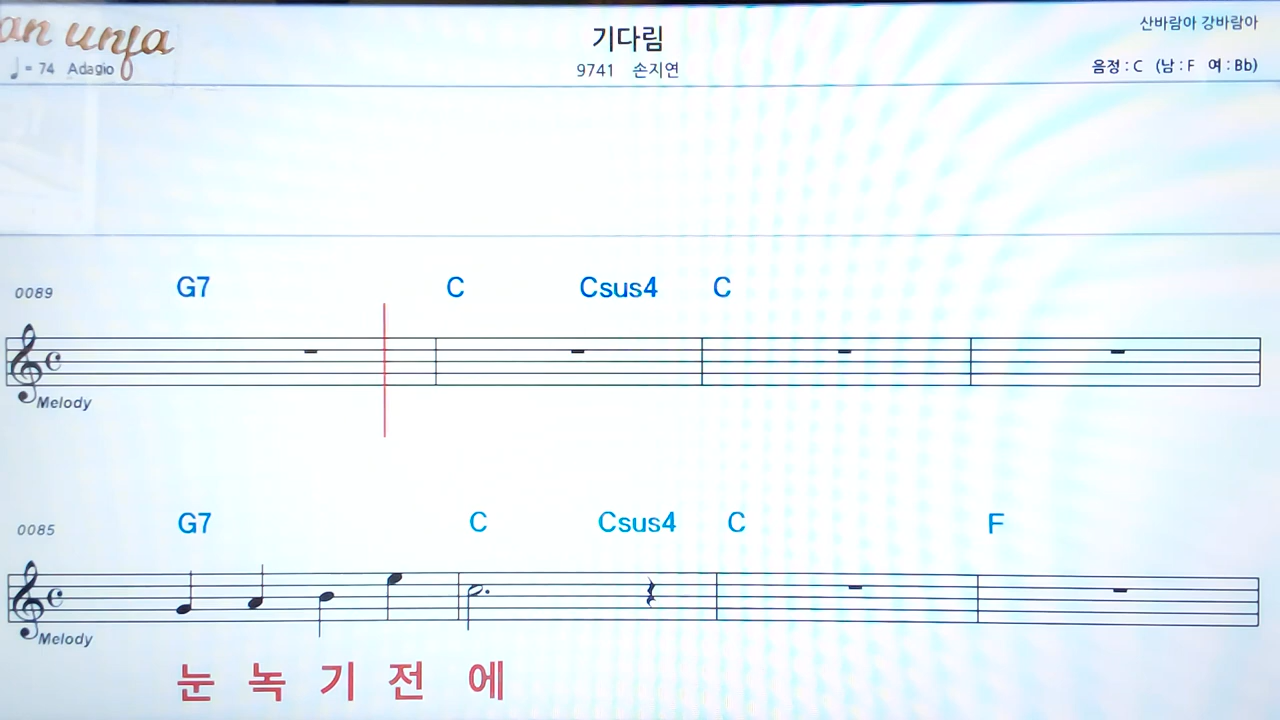 an unfa
기다림
산바람아 강바람아
♩= 74 Adagio
9741 손지연
음정 : C (남 : F 여 : Bb)
0089 G7 C Csus4 C
Melody
0085 G7 C Csus4 C F
Melody
눈 녹 기 전 에